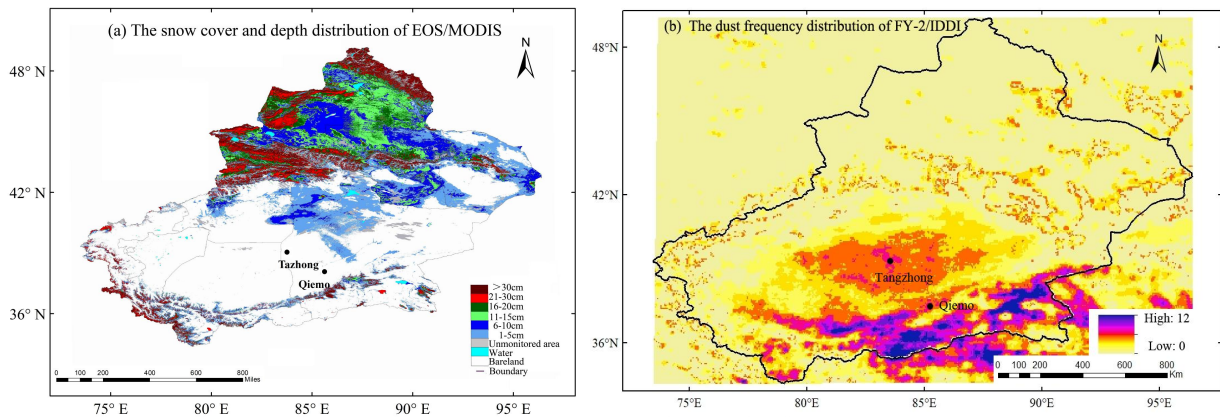 (a) The snow cover and depth distribution of EOS/MODIS
N
48° N
42° N
36° N
Tazhong
Qiemo
>30cm
21-30cm
16-20cm
11-15cm
6-10cm
1-5cm
Unmonitored area
Water
Bareland
Boundary
0 100 200 400 600 800
Miles
75° E 80° E 85° E 90° E 95° E
(b) The dust frequency distribution of FY-2/IDDI
N
48° N
42° N
36° N
Tangzhong
Qiemo
High: 12
Low: 0
0 100 200 400 600 800
Km
75°E 80°E 85°E 90°E 95°E